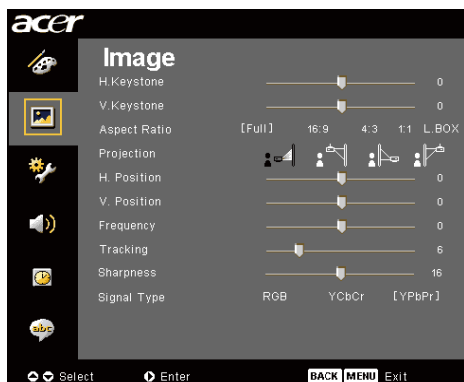 acer
Image
H.Keystone 0
V.Keystone 0
Aspect Ratio [Full] 16:9 4:3 1:1 L.BOX
Projection
H. Position 0
V. Position 0
Frequency 0
Tracking 6
Sharpness 16
Signal Type RGB YCbCr [YPbPr]
abc
Select Enter BACK MENU Exit